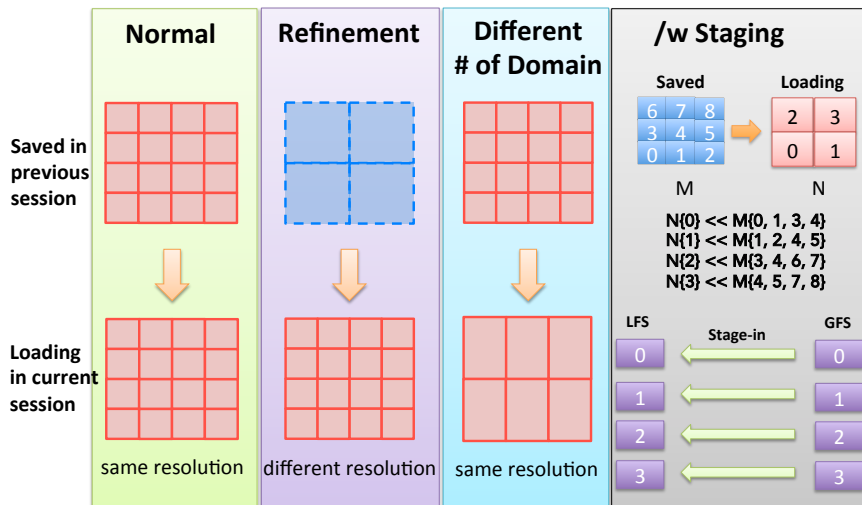 Normal
Refinement
Different
# of Domain
/w Staging
Saved in
previous
session
Loading
in current
session
same resolution
different resolution
same resolution
Saved
Loading
6 7 8
3 4 5
0 1 2
2 3
0 1
M
N
N{0} << M{0, 1, 3, 4}
N{1} << M{1, 2, 4, 5}
N{2} << M{3, 4, 6, 7}
N{3} << M{4, 5, 7, 8}
LFS
Stage-in
GFS
0 0
1 1
2 2
3 3